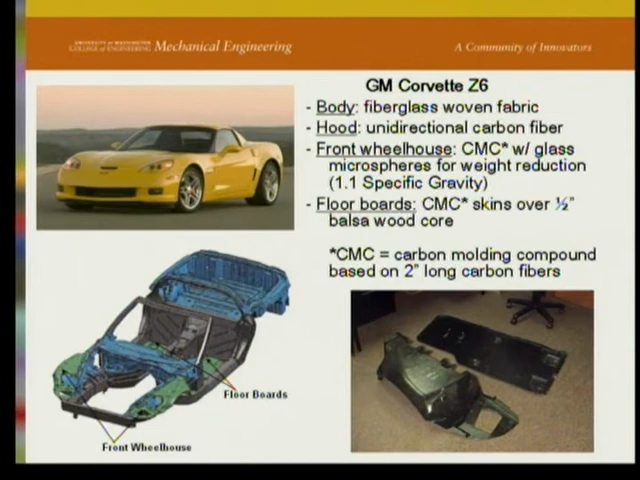 UNIVERSITY of WASHINGTON
COLLEGE of ENGINEERING Mechanical Engineering
A Community of Innovators
GM Corvette Z6
- Body: fiberglass woven fabric
- Hood: unidirectional carbon fiber
- Front wheelhouse: CMC* w/ glass
microspheres for weight reduction
(1.1 Specific Gravity)
- Floor boards: CMC* skins over ½"
balsa wood core
*CMC = carbon molding compound
based on 2" long carbon fibers
Floor Boards
Front Wheelhouse